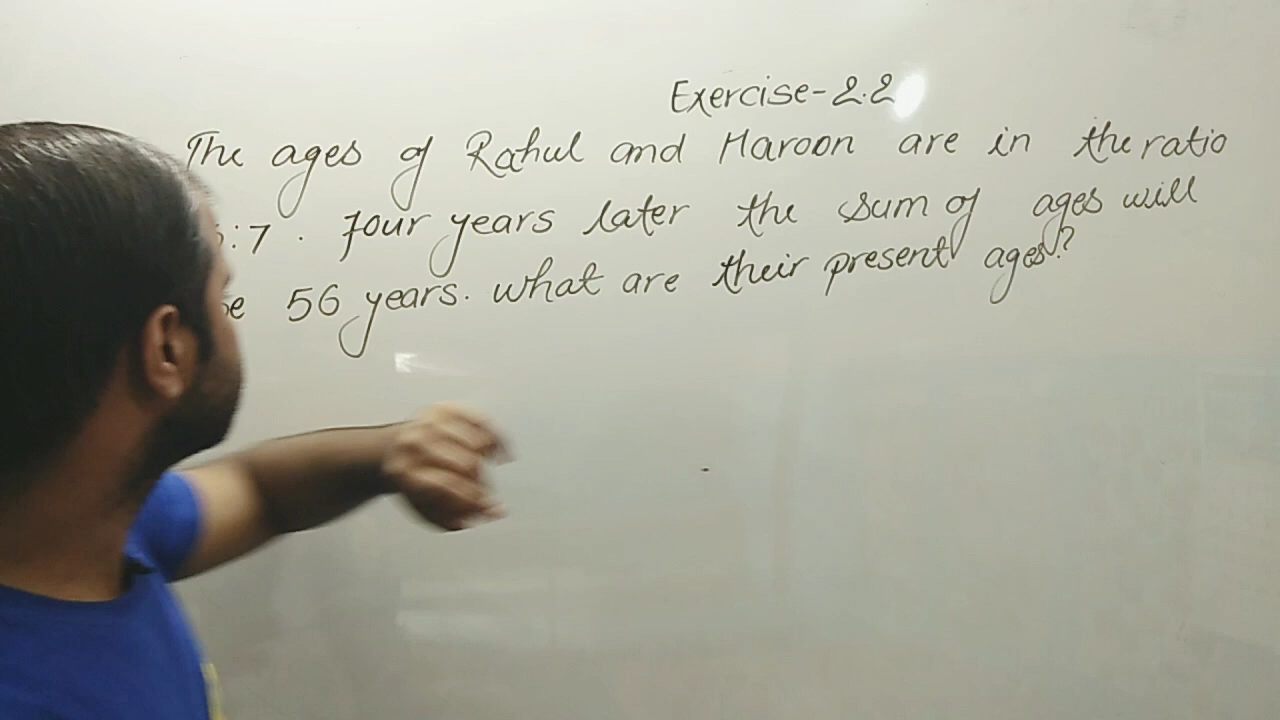 Exercise-2.2
The ages of Rahul and Haroon are in the ratio
:7. Four years later the sum of ages will
56 years. what are their present ages?